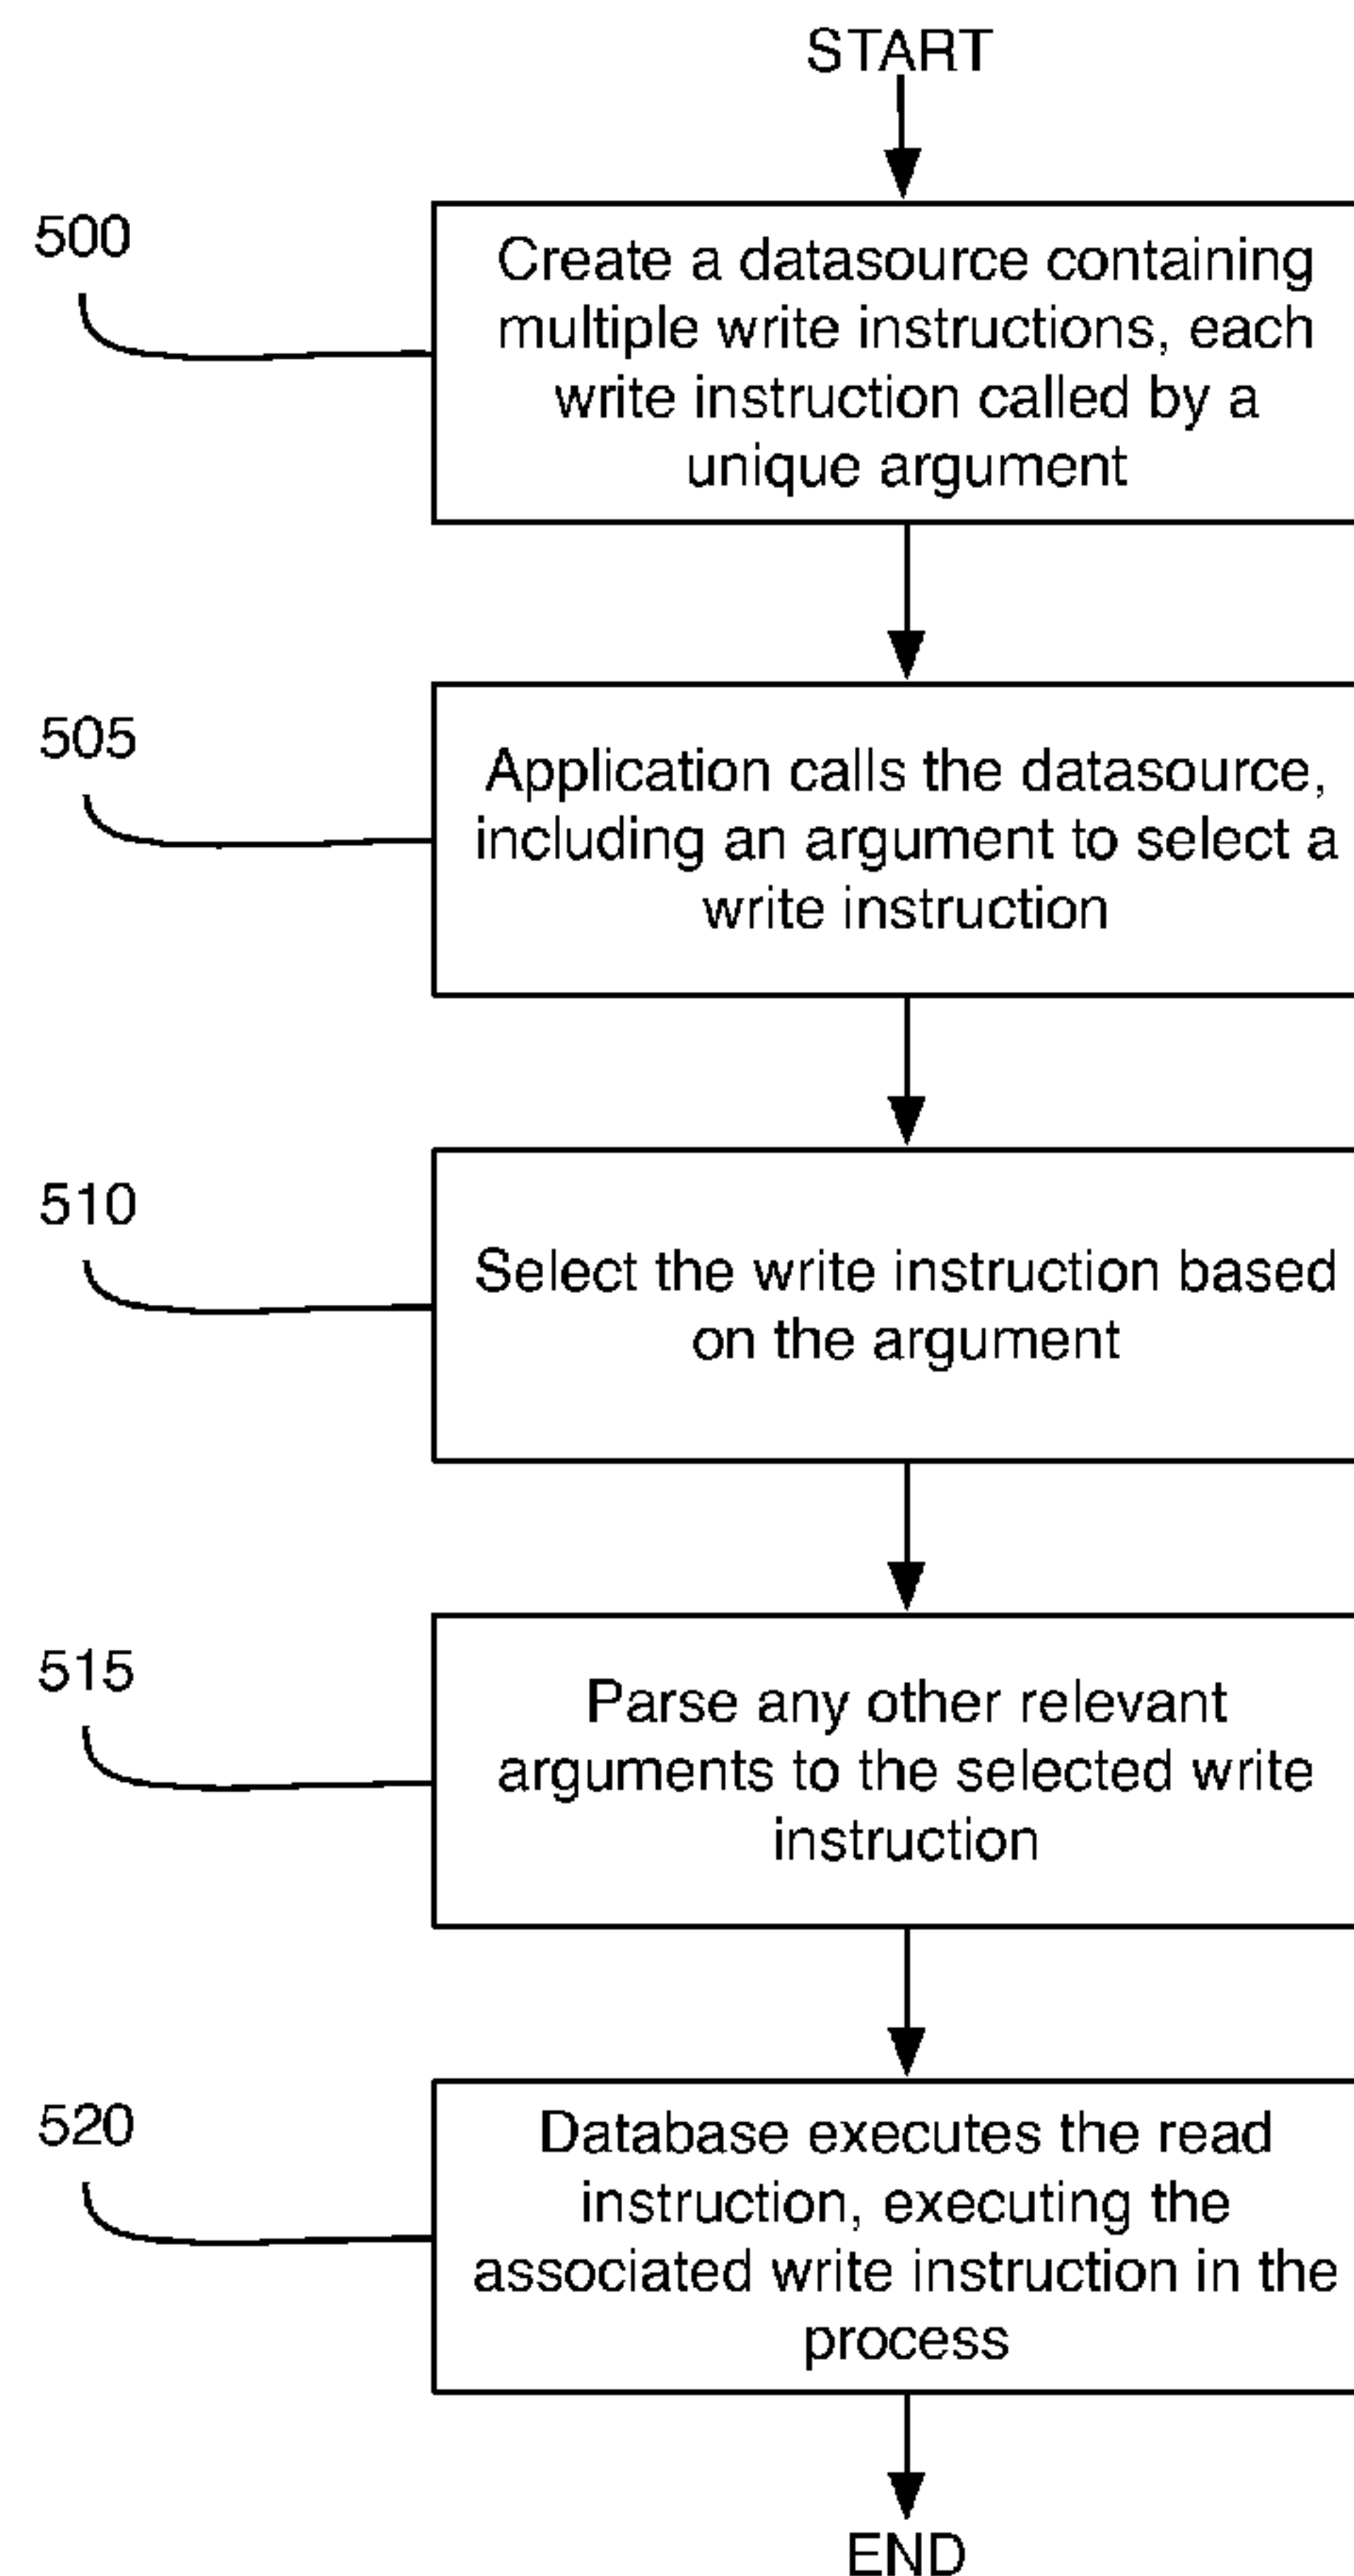 START
500
Create a datasource containing
multiple write instructions, each
write instruction called by a
unique argument
505
Application calls the datasource,
including an argument to select a
write instruction
510
Select the write instruction based
on the argument
515
Parse any other relevant
arguments to the selected write
instruction
520
Database executes the read
instruction, executing the
associated write instruction in the
process
END